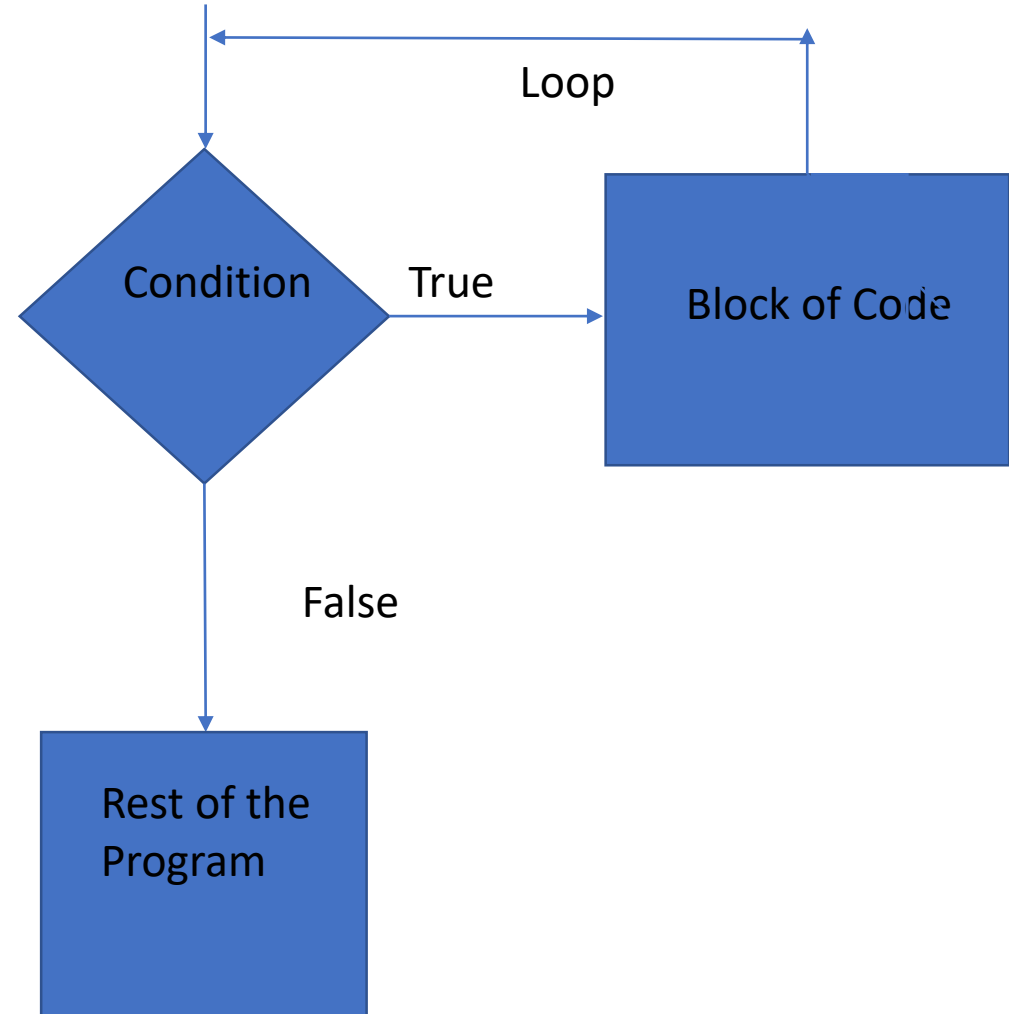 Loop
Condition
True
Block of Code
False
Rest of the
Program